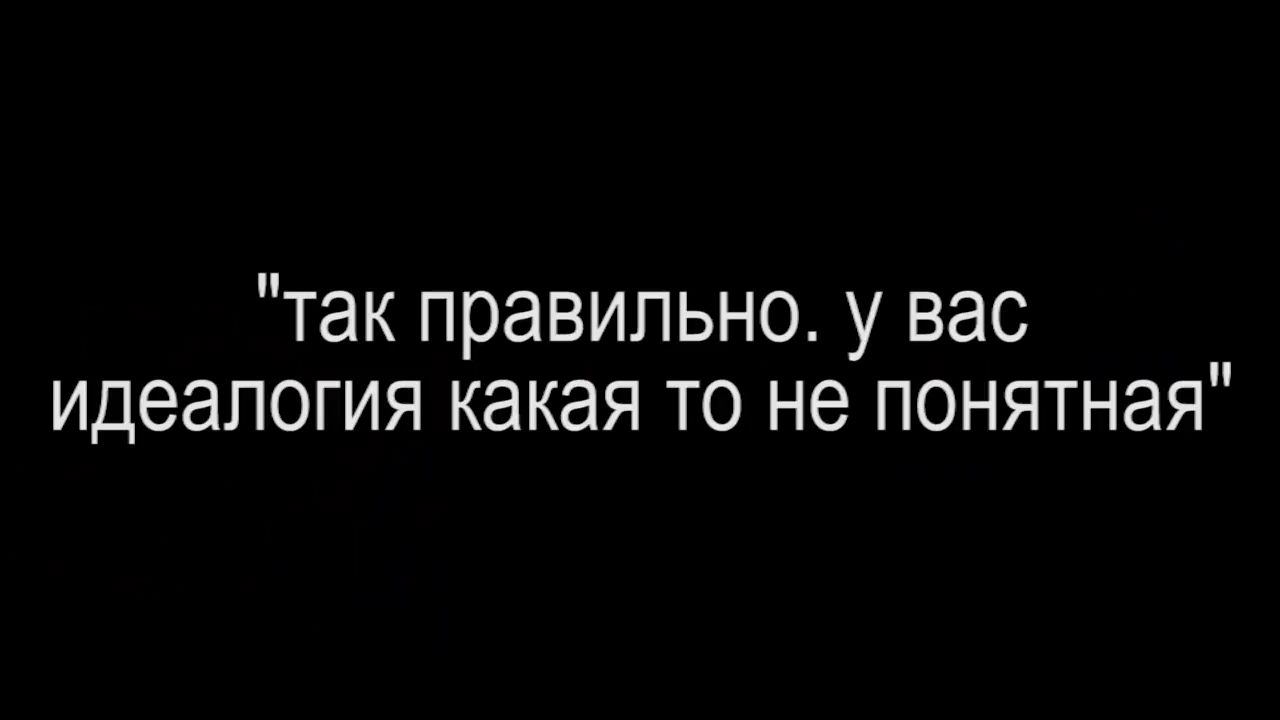 "так правильно. у вас
идеалогия какая то не понятная"